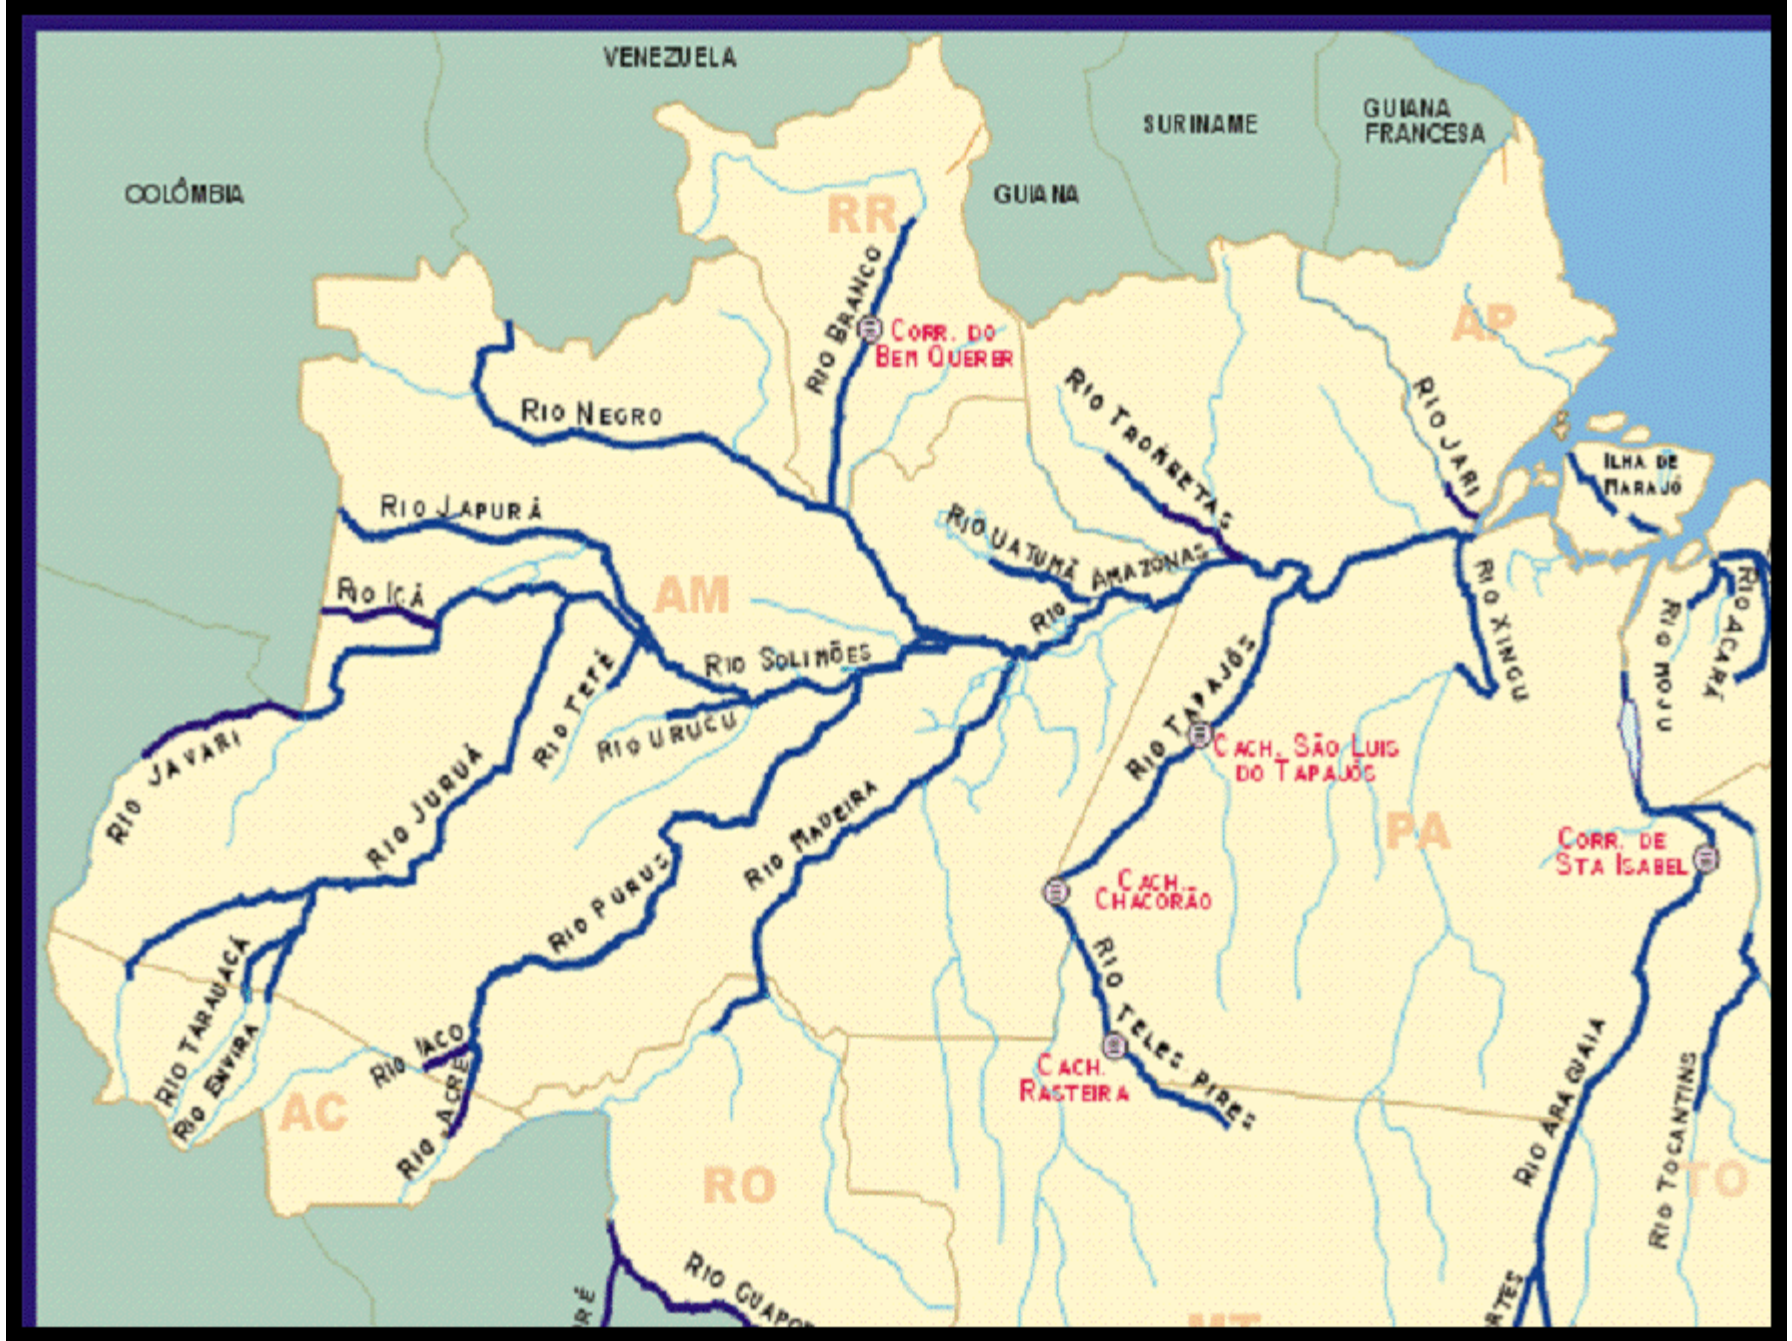 VENEZUELA
SURINAME
GUIANA
FRANCESA
COLÔMBIA
GUIANA
RR
RIO BRANCO
CORR. DO
BEM QUERER
AP
RIO NEGRO
RIO TROMBETAS
RIO JARI
ILHA DE
MARAJÓ
RIO JAPURÁ
RIO UATUMÃ
RIO AMAZONAS
RIO IÇÁ
AM
RIO XINGU
RIO MOJU
RIO ACARÁ
RIO SOLIMÕES
RIO TEFÉ
RIO URUCU
RIO TAPAJÓS
CACH. SÃO LUIS
DO TAPAJÓS
RIO JAVARI
RIO JURUÁ
RIO MADEIRA
PA
CORR. DE
STA ISABEL
CACH.
CHACORÃO
RIO PURUS
RIO TARAUACÁ
RIO ENVIRA
RIO IACO
RIO ACRE
AC
RIO TELES PIRES
CACH.
RASTEIRA
RIO ARAGUAIA
RIO TOCANTINS
TO
RO
RIO GUAPOR
RÉ
RTES
MT